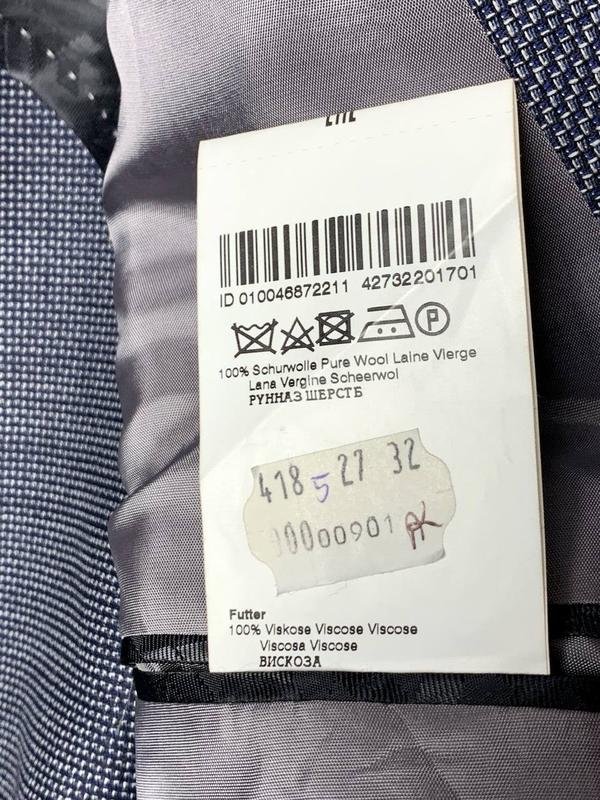 ID 010046872211 42732201701
P
100% Schurwolle Pure Wool Laine Vierge
Lana Vergine Scheerwol
РУННАЗ ШЕРСТБ
418 5 27 32
00000901 PK
Futter
100% Viskose Viscose Viscose
Viscosa Viscose
ВИСКОЗА